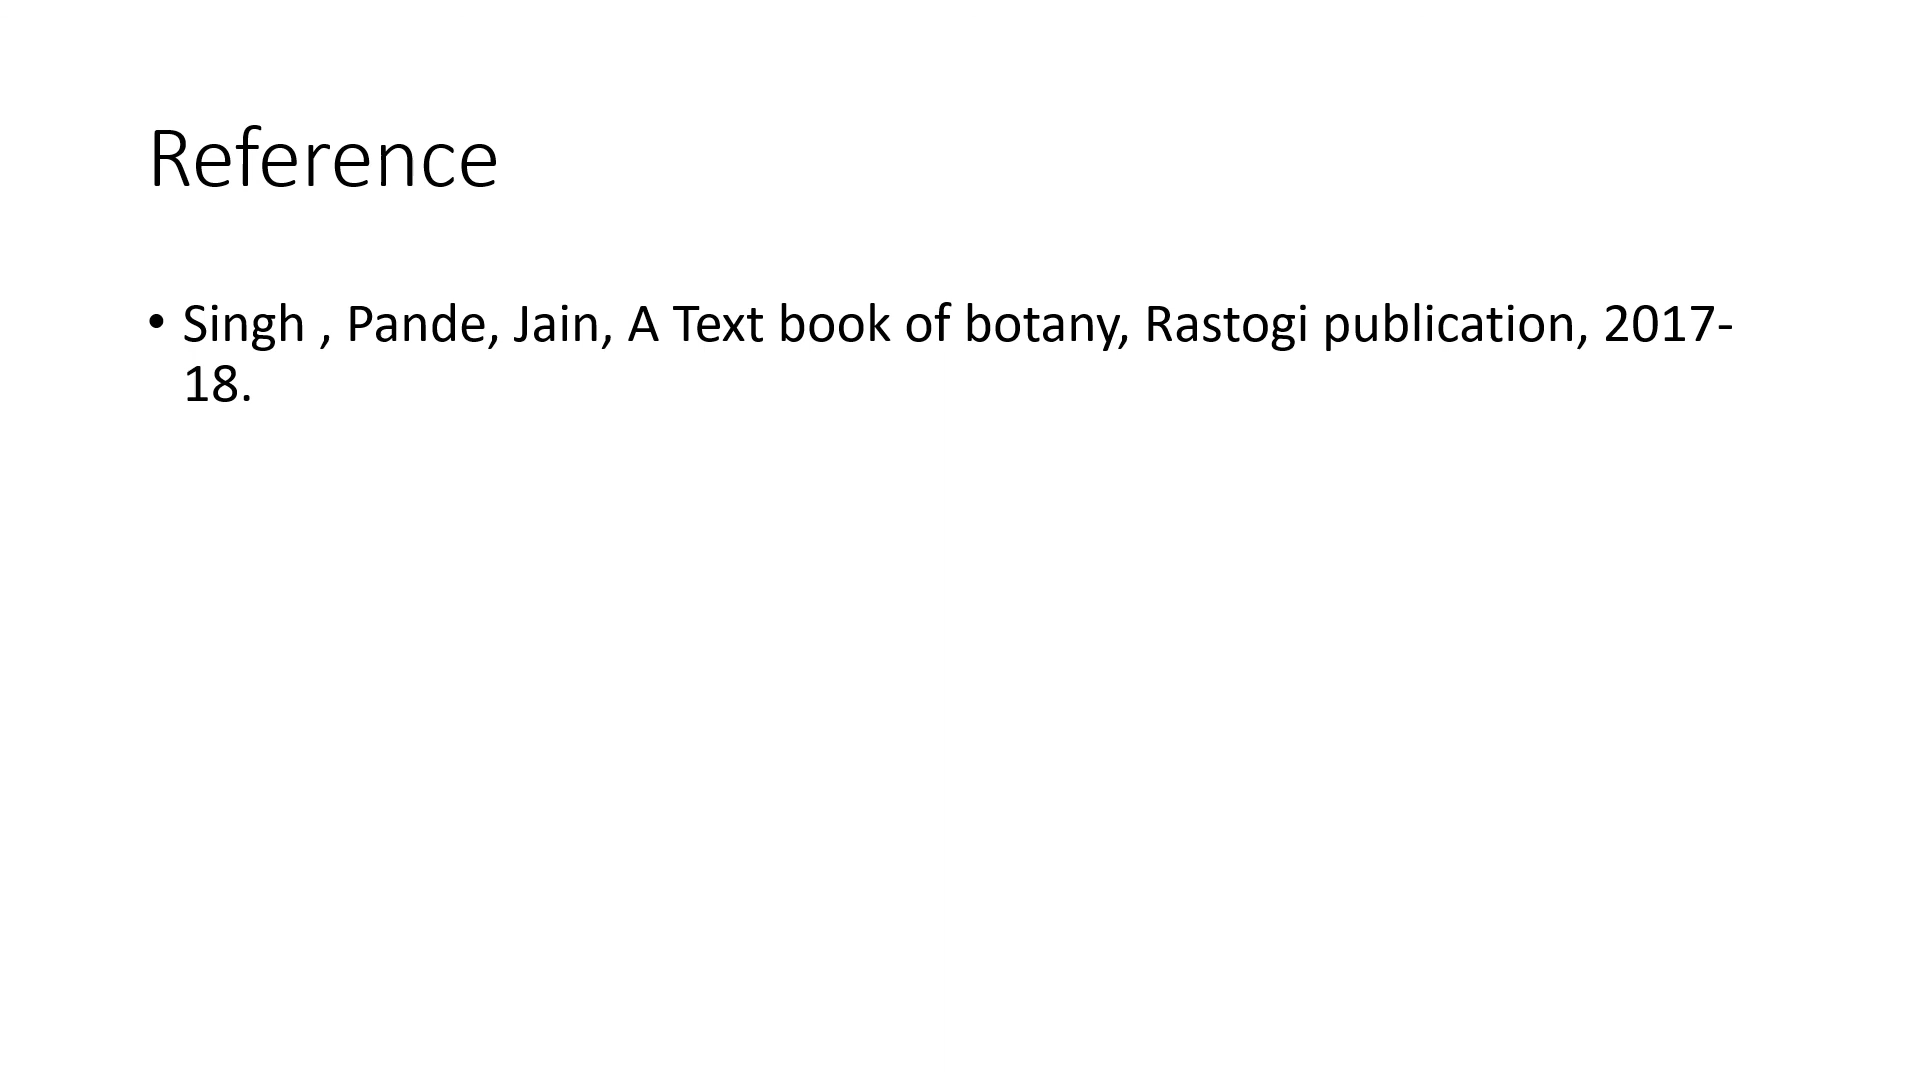 Reference
• Singh , Pande, Jain, A Text book of botany, Rastogi publication, 2017-
18.